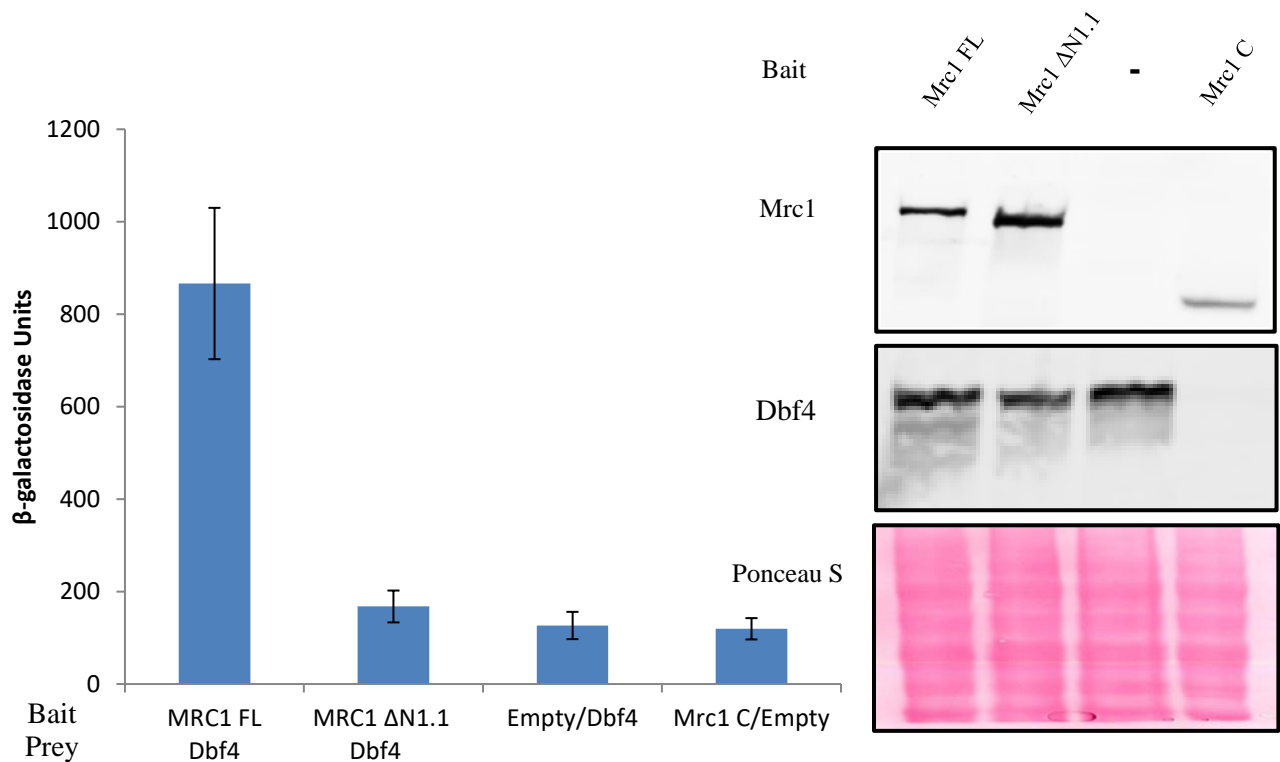 β-galactosidase Units
1200
1000
800
600
400
200
0
Bait
Prey
MRC1 FL
Dbf4
MRC1 ΔN1.1
Dbf4
Empty/Dbf4
Mrc1 C/Empty
Bait
Mrc1 FL
Mrc1 ΔN1.1
-
Mrc1 C
Mrc1
Dbf4
Ponceau S